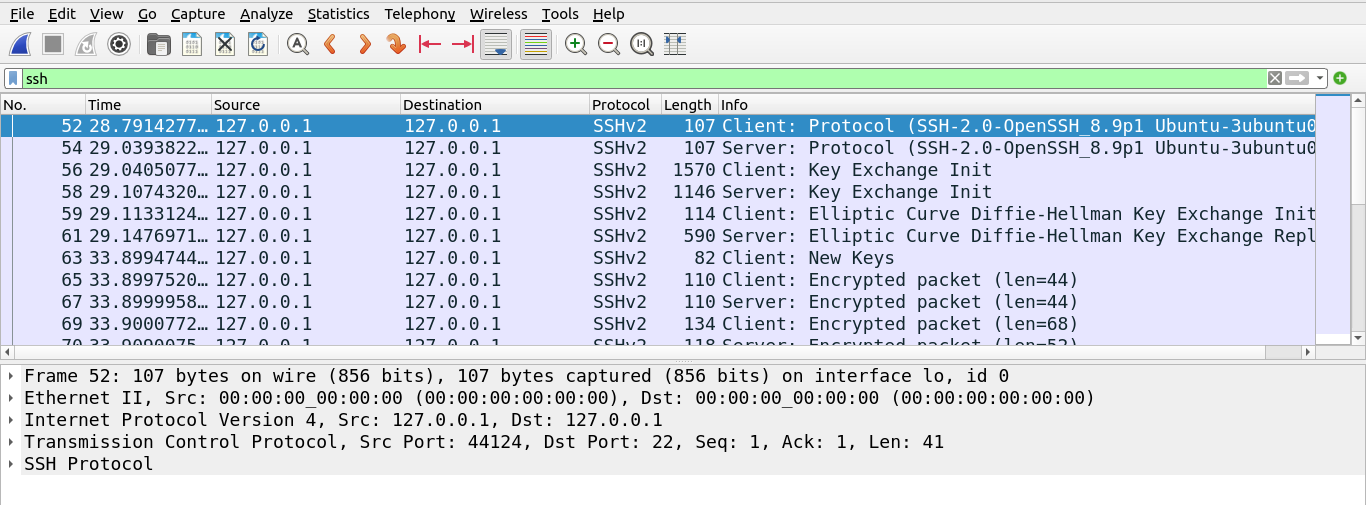 File Edit View Go Capture Analyze Statistics Telephony Wireless Tools Help
ssh
No. Time Source Destination Protocol Length Info
52 28.7914277… 127.0.0.1 127.0.0.1 SSHv2 107 Client: Protocol (SSH-2.0-OpenSSH_8.9p1 Ubuntu-3ubuntu0
54 29.0393822… 127.0.0.1 127.0.0.1 SSHv2 107 Server: Protocol (SSH-2.0-OpenSSH_8.9p1 Ubuntu-3ubuntu0
56 29.0405077… 127.0.0.1 127.0.0.1 SSHv2 1570 Client: Key Exchange Init
58 29.1074320… 127.0.0.1 127.0.0.1 SSHv2 1146 Server: Key Exchange Init
59 29.1133124… 127.0.0.1 127.0.0.1 SSHv2 114 Client: Elliptic Curve Diffie-Hellman Key Exchange Init
61 29.1476971… 127.0.0.1 127.0.0.1 SSHv2 590 Server: Elliptic Curve Diffie-Hellman Key Exchange Repl
63 33.8994744… 127.0.0.1 127.0.0.1 SSHv2 82 Client: New Keys
65 33.8997520… 127.0.0.1 127.0.0.1 SSHv2 110 Client: Encrypted packet (len=44)
67 33.8999958… 127.0.0.1 127.0.0.1 SSHv2 110 Server: Encrypted packet (len=44)
69 33.9000772… 127.0.0.1 127.0.0.1 SSHv2 134 Client: Encrypted packet (len=68)
127.0.0.1 127.0.0.1 SSHv2 118 Server: Encrypted packet (len=52)
Frame 52: 107 bytes on wire (856 bits), 107 bytes captured (856 bits) on interface lo, id 0
Ethernet II, Src: 00:00:00_00:00:00 (00:00:00:00:00:00), Dst: 00:00:00_00:00:00 (00:00:00:00:00:00)
Internet Protocol Version 4, Src: 127.0.0.1, Dst: 127.0.0.1
Transmission Control Protocol, Src Port: 44124, Dst Port: 22, Seq: 1, Ack: 1, Len: 41
SSH Protocol